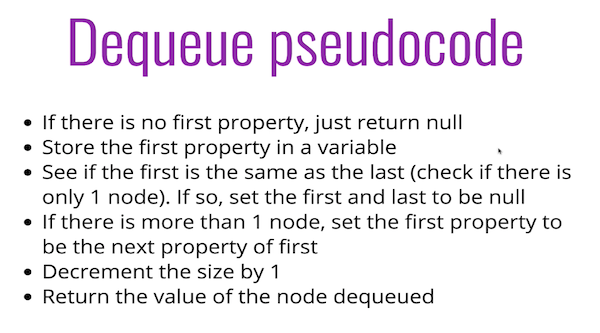 Dequeue pseudocode
• If there is no first property, just return null
• Store the first property in a variable
• See if the first is the same as the last (check if there is
only 1 node). If so, set the first and last to be null
• If there is more than 1 node, set the first property to
be the next property of first
• Decrement the size by 1
• Return the value of the node dequeued